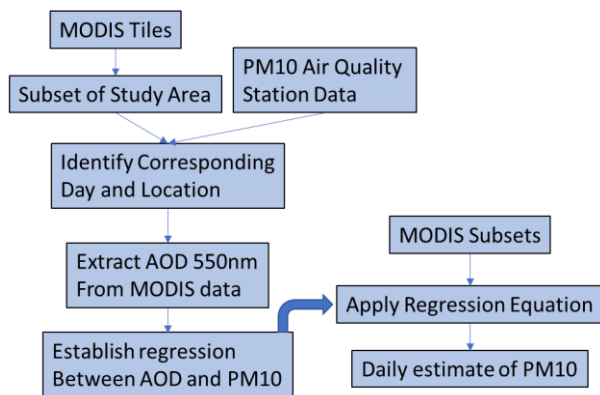 MODIS Tiles
Subset of Study Area
PM10 Air Quality
Station Data
Identify Corresponding
Day and Location
Extract AOD 550nm
From MODIS data
Establish regression
Between AOD and PM10
MODIS Subsets
Apply Regression Equation
Daily estimate of PM10